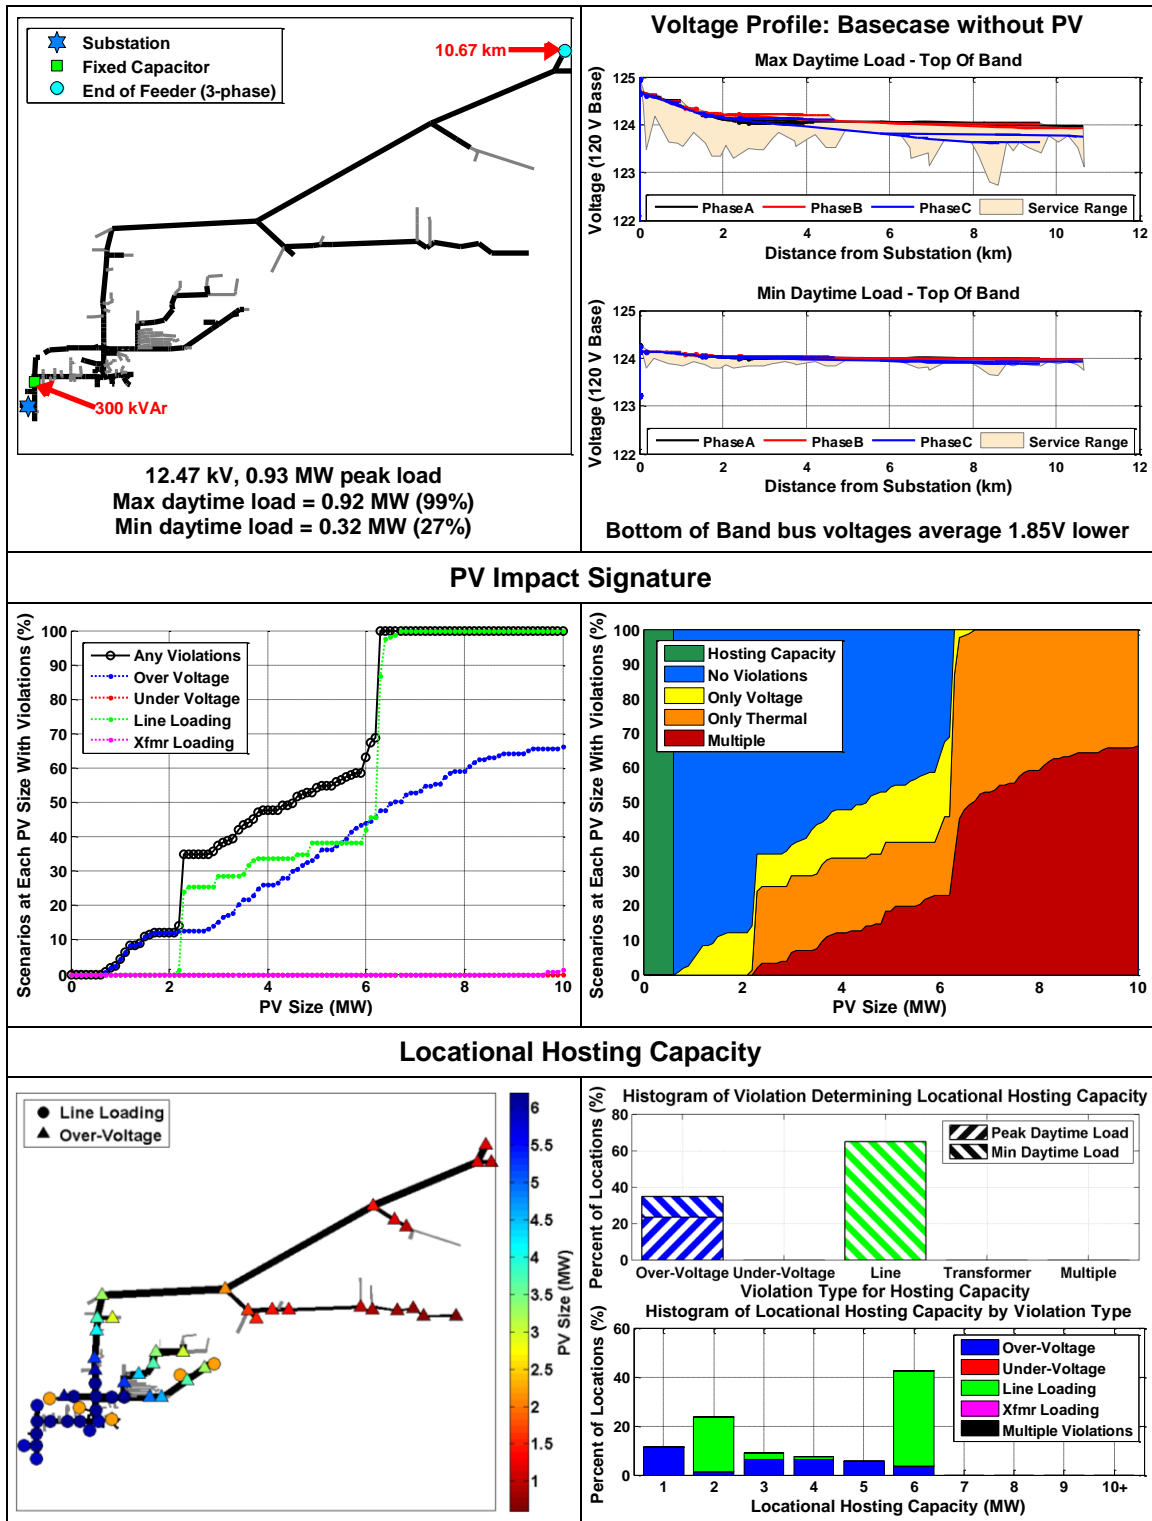 Substation
Fixed Capacitor
End of Feeder (3-phase)
10.67 km
300 kVAr
12.47 kV, 0.93 MW peak load
Max daytime load = 0.92 MW (99%)
Min daytime load = 0.32 MW (27%)
Voltage Profile: Basecase without PV
Max Daytime Load - Top Of Band
Voltage (120 V Base)
125
124
123
122
PhaseA PhaseB PhaseC Service Range
0 2 4 6 8 10 12
Distance from Substation (km)
Min Daytime Load - Top Of Band
Voltage (120 V Base)
125
124
123
122
PhaseA PhaseB PhaseC Service Range
0 2 4 6 8 10 12
Distance from Substation (km)
Bottom of Band bus voltages average 1.85V lower
PV Impact Signature
Scenarios at Each PV Size With Violations (%)
100
90
80
70
60
50
40
30
20
10
0
Any Violations
Over Voltage
Under Voltage
Line Loading
Xfmr Loading
0 2 4 6 8 10
PV Size (MW)
Scenarios at Each PV Size With Violations (%)
100
90
80
70
60
50
40
30
20
10
0
Hosting Capacity
No Violations
Only Voltage
Only Thermal
Multiple
0 2 4 6 8 10
PV Size (MW)
Locational Hosting Capacity
Line Loading
Over-Voltage
6
5.5
5
4.5
4
3.5
3
2.5
2
1.5
1
PV Size (MW)
Histogram of Violation Determining Locational Hosting Capacity
Percent of Locations (%)
80
60
40
20
0
Peak Daytime Load
Min Daytime Load
Over-Voltage Under-Voltage Line Transformer Multiple
Violation Type for Hosting Capacity
Histogram of Locational Hosting Capacity by Violation Type
Percent of Locations (%)
60
40
20
0
Over-Voltage
Under-Voltage
Line Loading
Xfmr Loading
Multiple Violations
1 2 3 4 5 6 7 8 9 10+
Locational Hosting Capacity (MW)